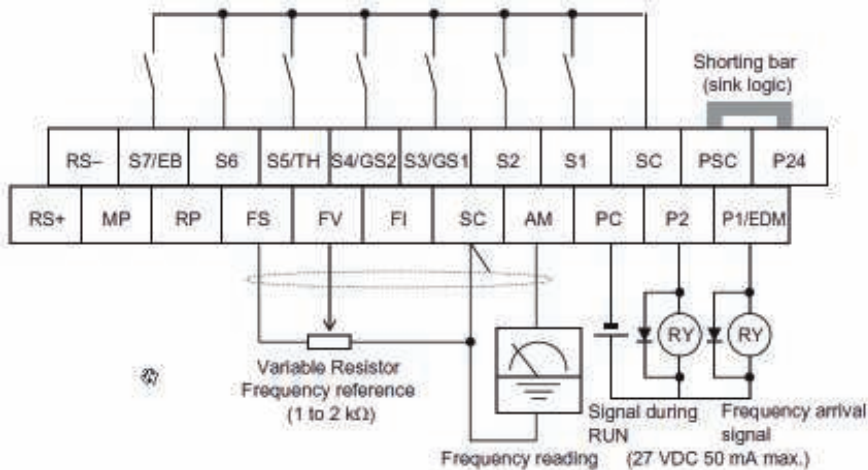 Shorting bar
(sink logic)
RS– S7/EB S6 S5/TH S4/GS2 S3/GS1 S2 S1 SC PSC P24
RS+ MP RP FS FV FI SC AM PC P2 P1/EDM
RY RY
Variable Resistor
Frequency reference
(1 to 2 kΩ)
Signal during
RUN
Frequency arrival
signal
(27 VDC 50 mA max.)
Frequency reading